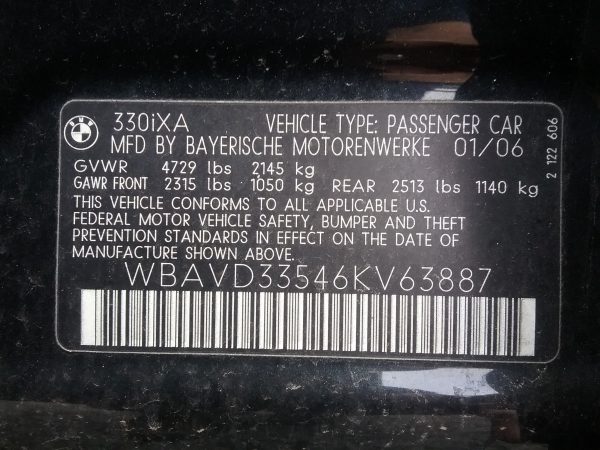 BMW
330iXA VEHICLE TYPE: PASSENGER CAR
MFD BY BAYERISCHE MOTORENWERKE 01/06
GVWR 4729 lbs 2145 kg
GAWR FRONT 2315 lbs 1050 kg REAR 2513 lbs 1140 kg
THIS VEHICLE CONFORMS TO ALL APPLICABLE U.S.
FEDERAL MOTOR VEHICLE SAFETY, BUMPER AND THEFT
PREVENTION STANDARDS IN EFFECT ON THE DATE OF
MANUFACTURE SHOWN ABOVE.
WBAVD33546KV63887
2 122 606